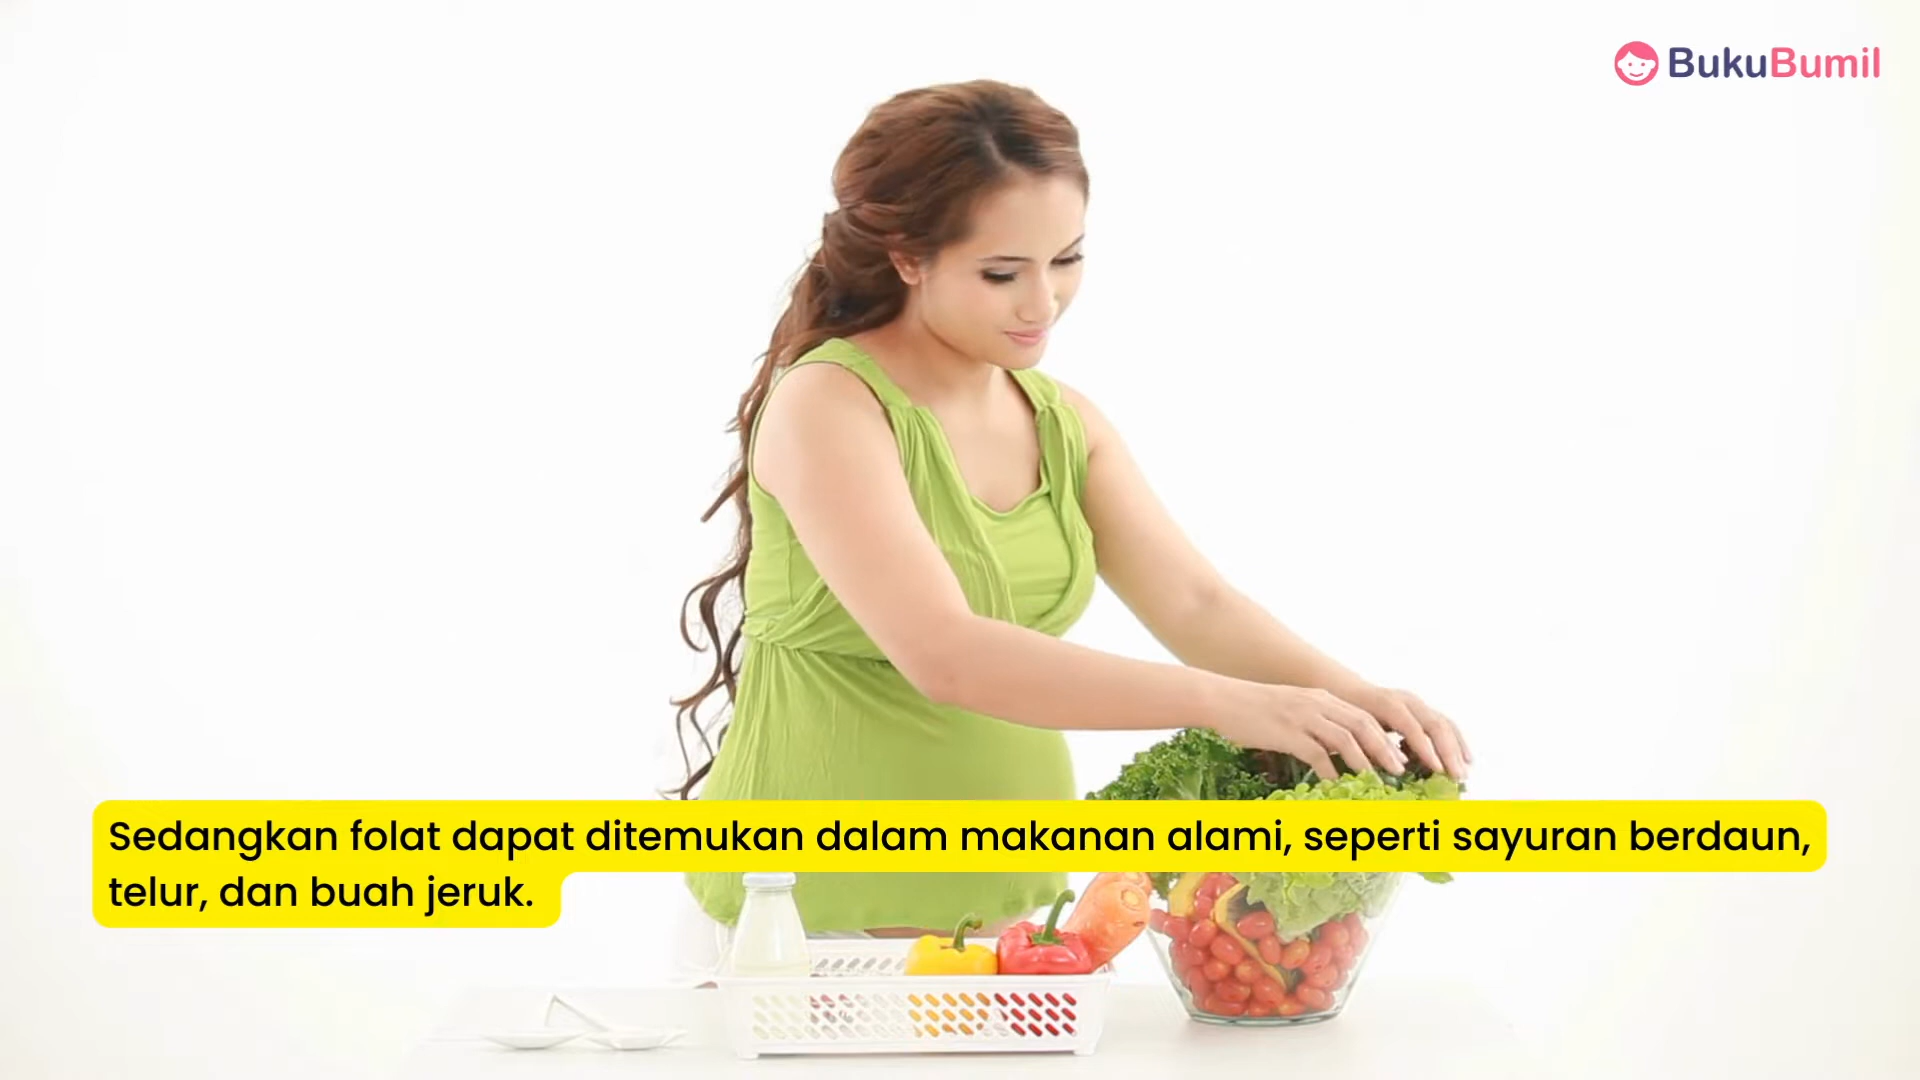 BukuBumil
Sedangkan folat dapat ditemukan dalam makanan alami, seperti sayuran berdaun,
telur, dan buah jeruk.